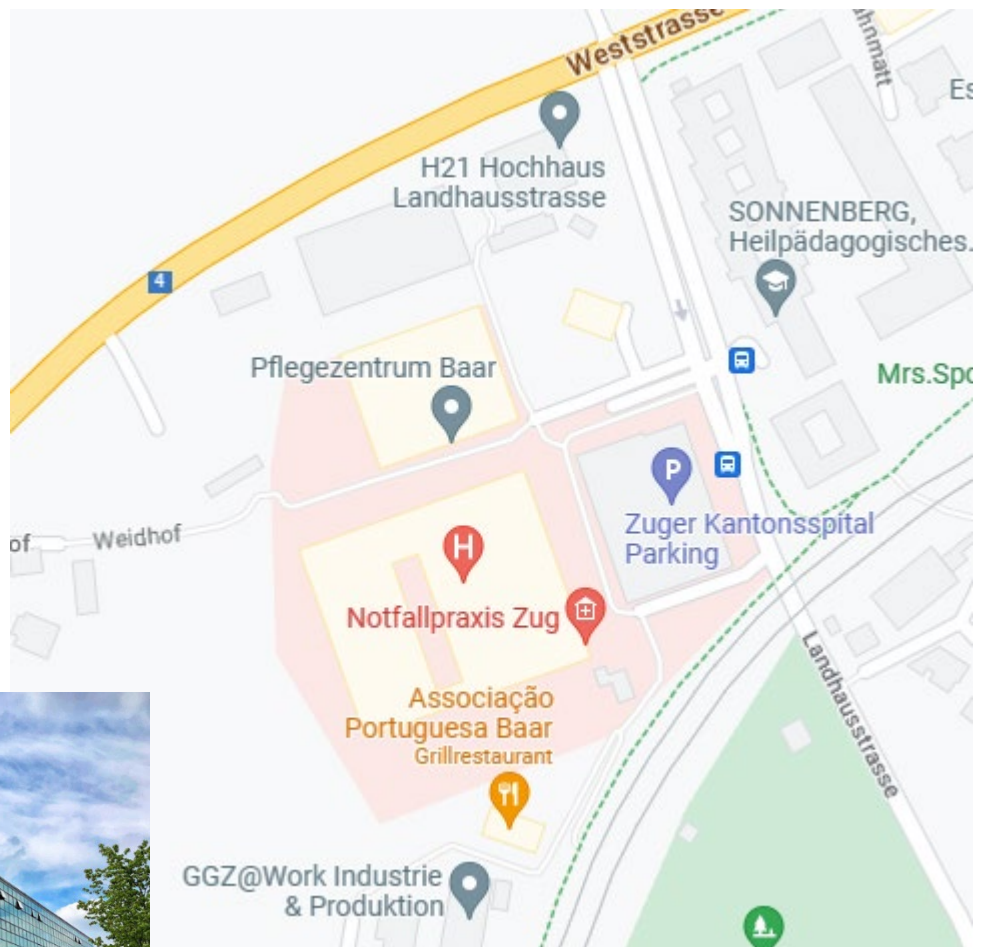 Weststrasse
ahnmatt
Es
H21 Hochhaus
Landhausstrasse
SONNENBERG,
Heilpädagogisches.
4
Pflegezentrum Baar
Mrs.Spo
P
Zuger Kantonsspital
Parking
of
Weidhof
H
Notfallpraxis Zug
Associação
Portuguesa Baar
Grillrestaurant
Landhausstrasse
GGZ@Work Industrie
& Produktion